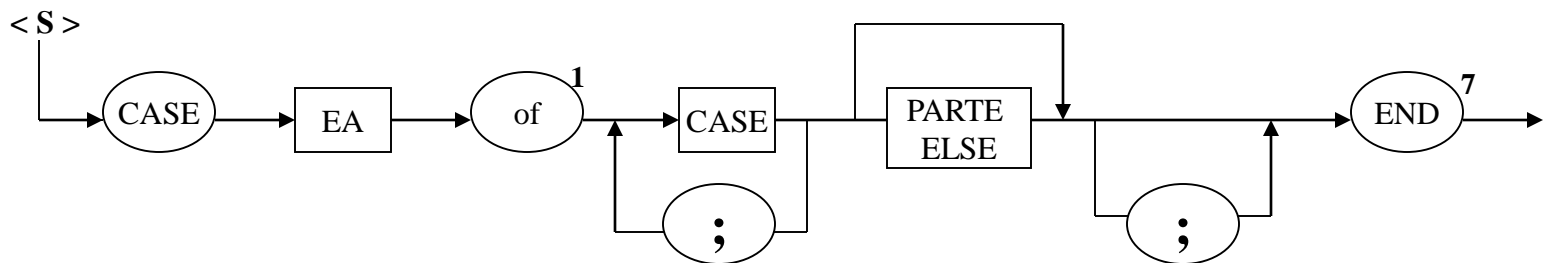 < S >
CASE
EA
of
1
CASE
;
PARTE
ELSE
;
END
7